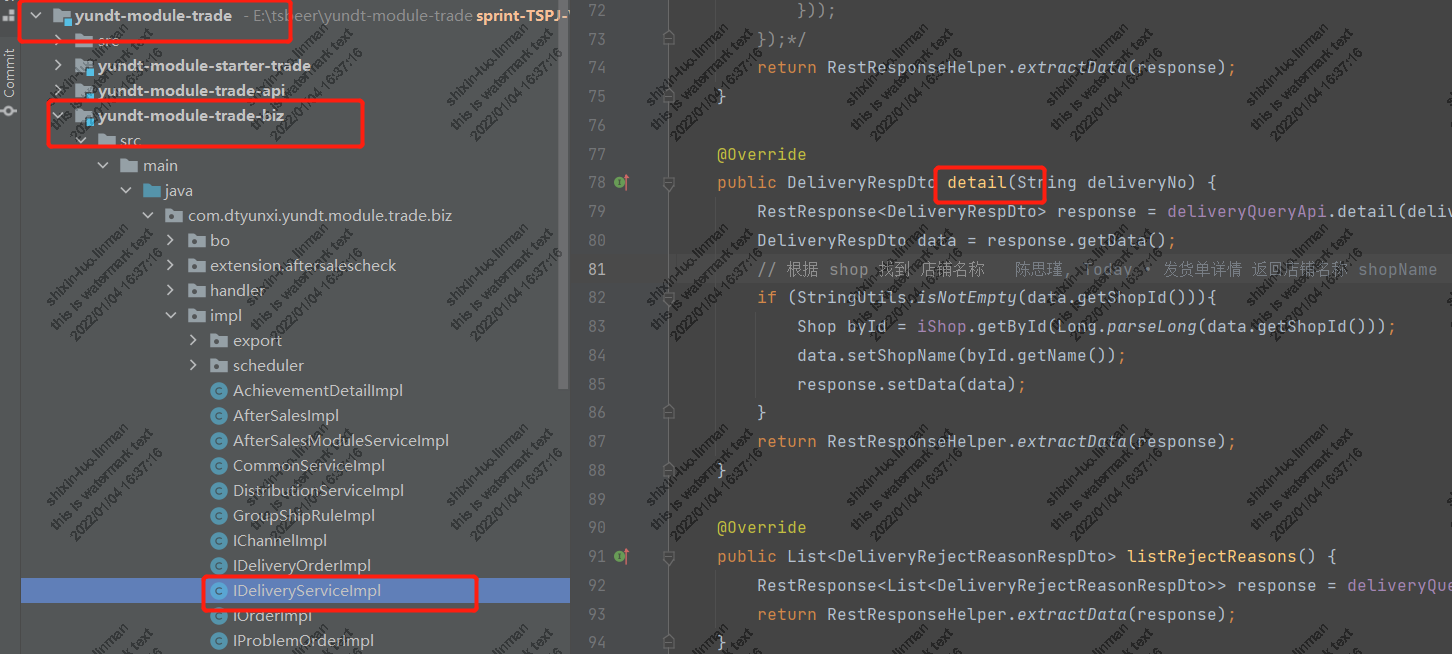 Commit
yundt-module-trade - E:\tsbeer\yundt-module-trade sprint-TSPJ-
src
yundt-module-starter-trade
yundt-module-trade-api
yundt-module-trade-biz
src
main
java
com.dtyunxi.yundt.module.trade.biz
bo
extension.aftersalescheck
handler
impl
export
scheduler
AchievementDetailImpl
AfterSalesImpl
AfterSalesModuleServiceImpl
CommonServiceImpl
DistributionServiceImpl
GroupShipRuleImpl
IChannelImpl
IDeliveryOrderImpl
IDeliveryServiceImpl
IOrderImpl
IProblemOrderImpl
72 }));
73 });*/
74 return RestResponseHelper.extractData(response);
75 }
76
77 @Override
78 public DeliveryRespDto detail(String deliveryNo) {
79 RestResponse<DeliveryRespDto> response = deliveryQueryApi.detail(deliv
80 DeliveryRespDto data = response.getData();
81 // 根据 shop 找到 店铺名称 陈思瑾, Today • 发货单详情 返回店铺名称 shopName
82 if (StringUtils.isNotEmpty(data.getShopId())){
83 Shop byId = iShop.getById(Long.parseLong(data.getShopId()));
84 data.setShopName(byId.getName());
85 response.setData(data);
86 }
87 return RestResponseHelper.extractData(response);
88 }
89
90 @Override
91 public List<DeliveryRejectReasonRespDto> listRejectReasons() {
92 RestResponse<List<DeliveryRejectReasonRespDto>> response = deliveryQue
93 return RestResponseHelper.extractData(response);
94 }
shixin-luo.linman
this is watermark text
2022/01/04 16:37:16